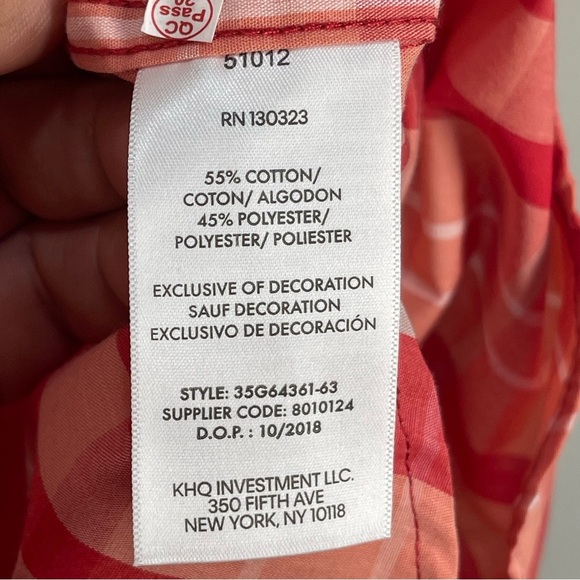 QC
Pass
20
51012
RN 130323
55% COTTON/
COTON/ ALGODON
45% POLYESTER/
POLYESTER/ POLIESTER
EXCLUSIVE OF DECORATION
SAUF DECORATION
EXCLUSIVO DE DECORACIÓN
STYLE: 35G64361-63
SUPPLIER CODE: 8010124
D.O.P. : 10/2018
KHQ INVESTMENT LLC.
350 FIFTH AVE
NEW YORK, NY 10118